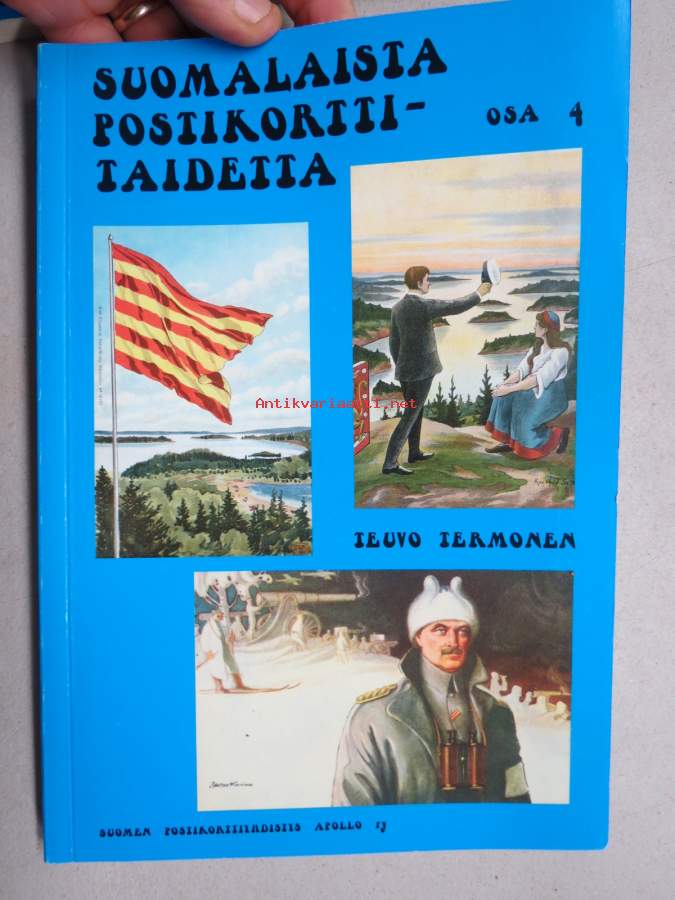 SUOMALAISTA
POSTIKORTTI-
TAIDETTA
OSA 4
Antikvariaatti.net
TEUVO TERMONEN
SUOMEN POSTIKORTTIYHDISTYS APOLLO ry